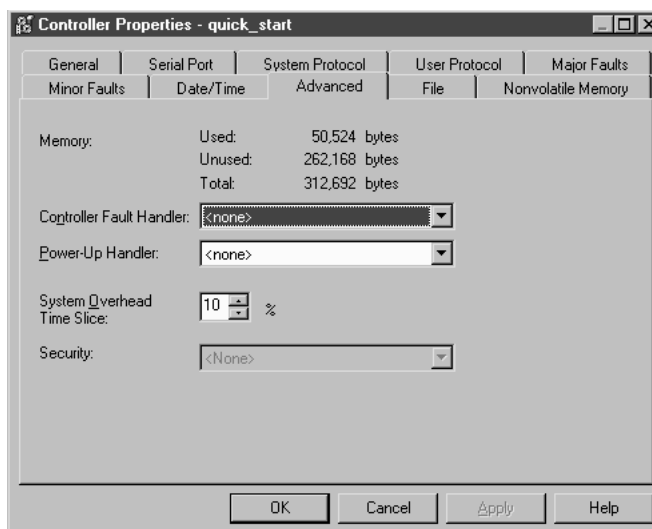 Controller Properties - quick_start
General Serial Port System Protocol User Protocol Major Faults
Minor Faults Date/Time Advanced File Nonvolatile Memory
Memory: Used: 50,524 bytes
Unused: 262,168 bytes
Total: 312,692 bytes
Controller Fault Handler: <none>
Power-Up Handler: <none>
System Overhead
Time Slice: 10 %
Security: <None>
OK Cancel Apply Help